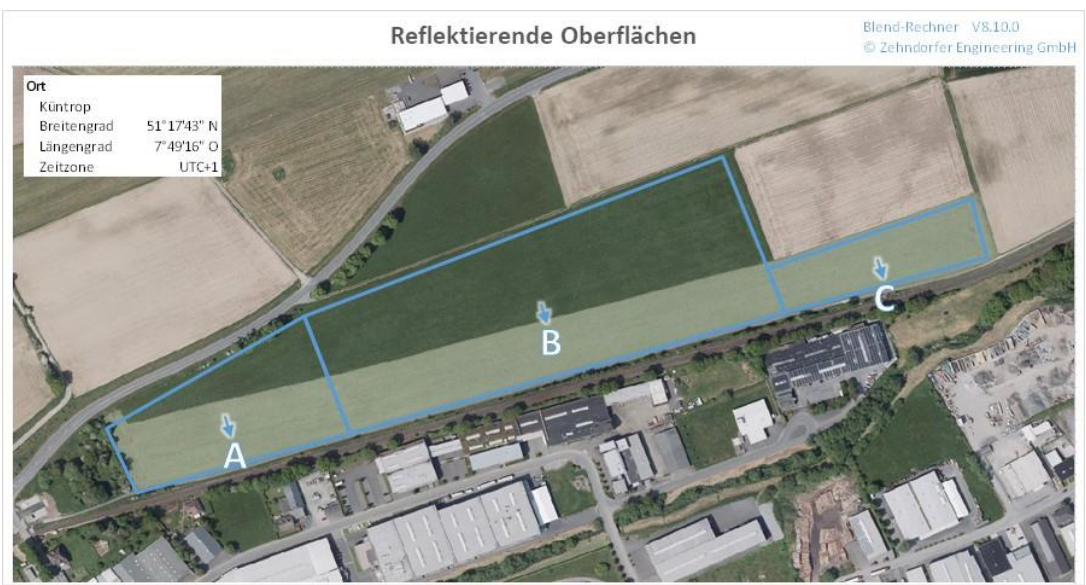 Reflektierende Oberflächen
Blend-Rechner V8.10.0
© Zehndorfer Engineering GmbH
Ort
Küntrop
Breitengrad 51°17'43" N
Längengrad 7°49'16" O
Zeitzone UTC+1
B
C
A